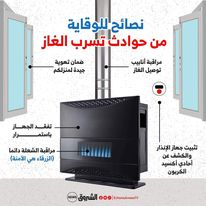 نصائح للوقاية
من حوادث تسرب الغاز
مراقبة أنابيب
توصيل الغاز
ضمان تهوية
جيدة لمنزلكم
تفقد الجهاز
باستمرار
مراقبة الشعلة دائما
(الزرقاء هي الآمنة)
تثبيت جهاز الإنذار
والكشف عن
أحادي أكسيد
الكربون
الشروق